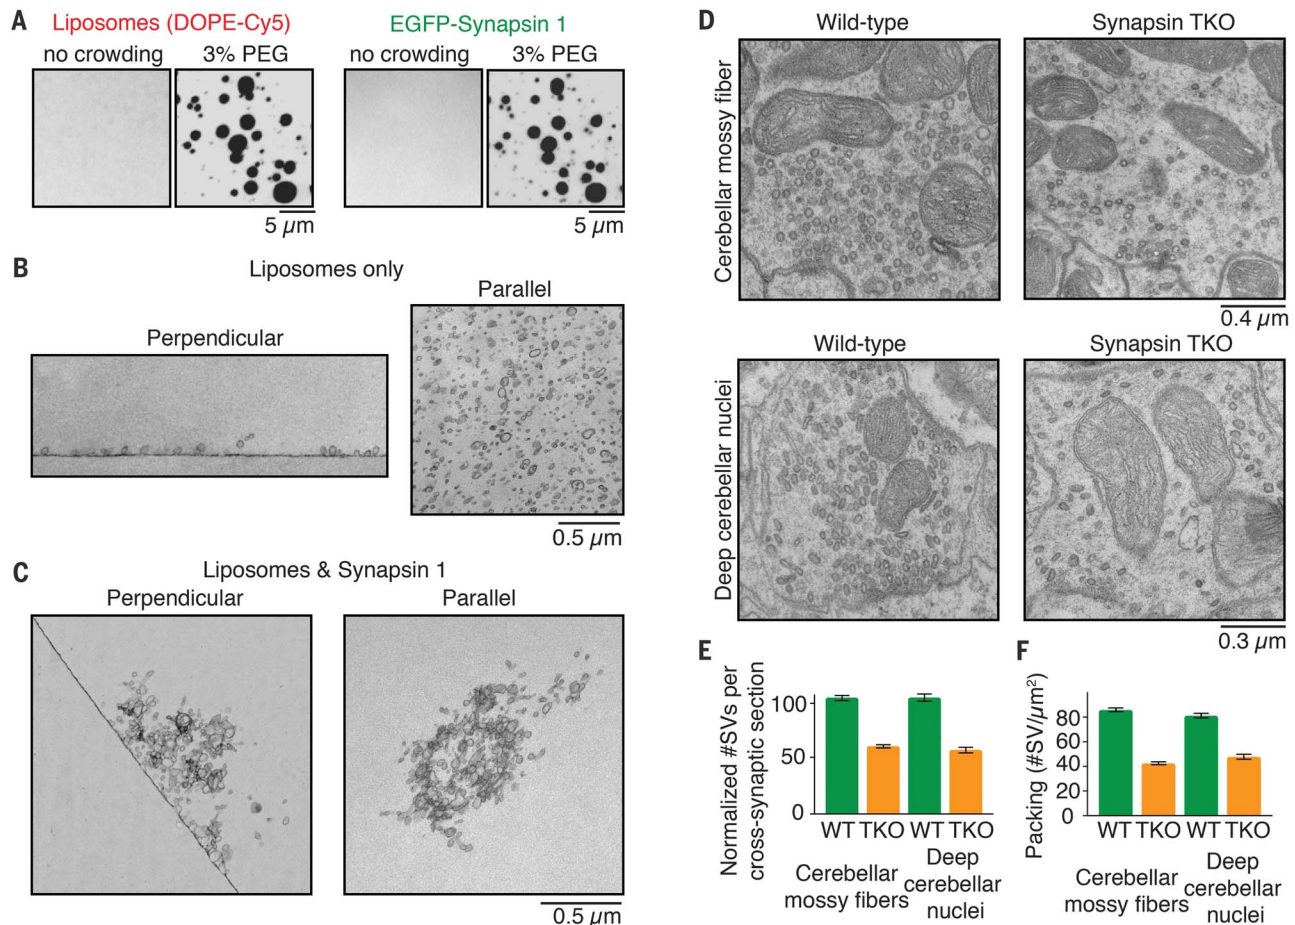 A
Liposomes (DOPE-Cy5)
EGFP-Synapsin 1
no crowding
3% PEG
no crowding
3% PEG
5 µm
5 µm
B
Liposomes only
Perpendicular
Parallel
0.5 µm
C
Liposomes & Synapsin 1
Perpendicular
Parallel
0.5 µm
D
Wild-type
Synapsin TKO
Cerebellar mossy fiber
0.4 µm
Wild-type
Synapsin TKO
Deep cerebellar nuclei
0.3 µm
E
Normalized #SVs per
cross-synaptic section
100
50
0
WT TKO WT TKO
Cerebellar
mossy fibers
Deep
cerebellar
nuclei
F
Packing (#SV/µm²)
80
60
40
20
0
WT TKO WT TKO
Cerebellar
mossy fibers
Deep
cerebellar
nuclei